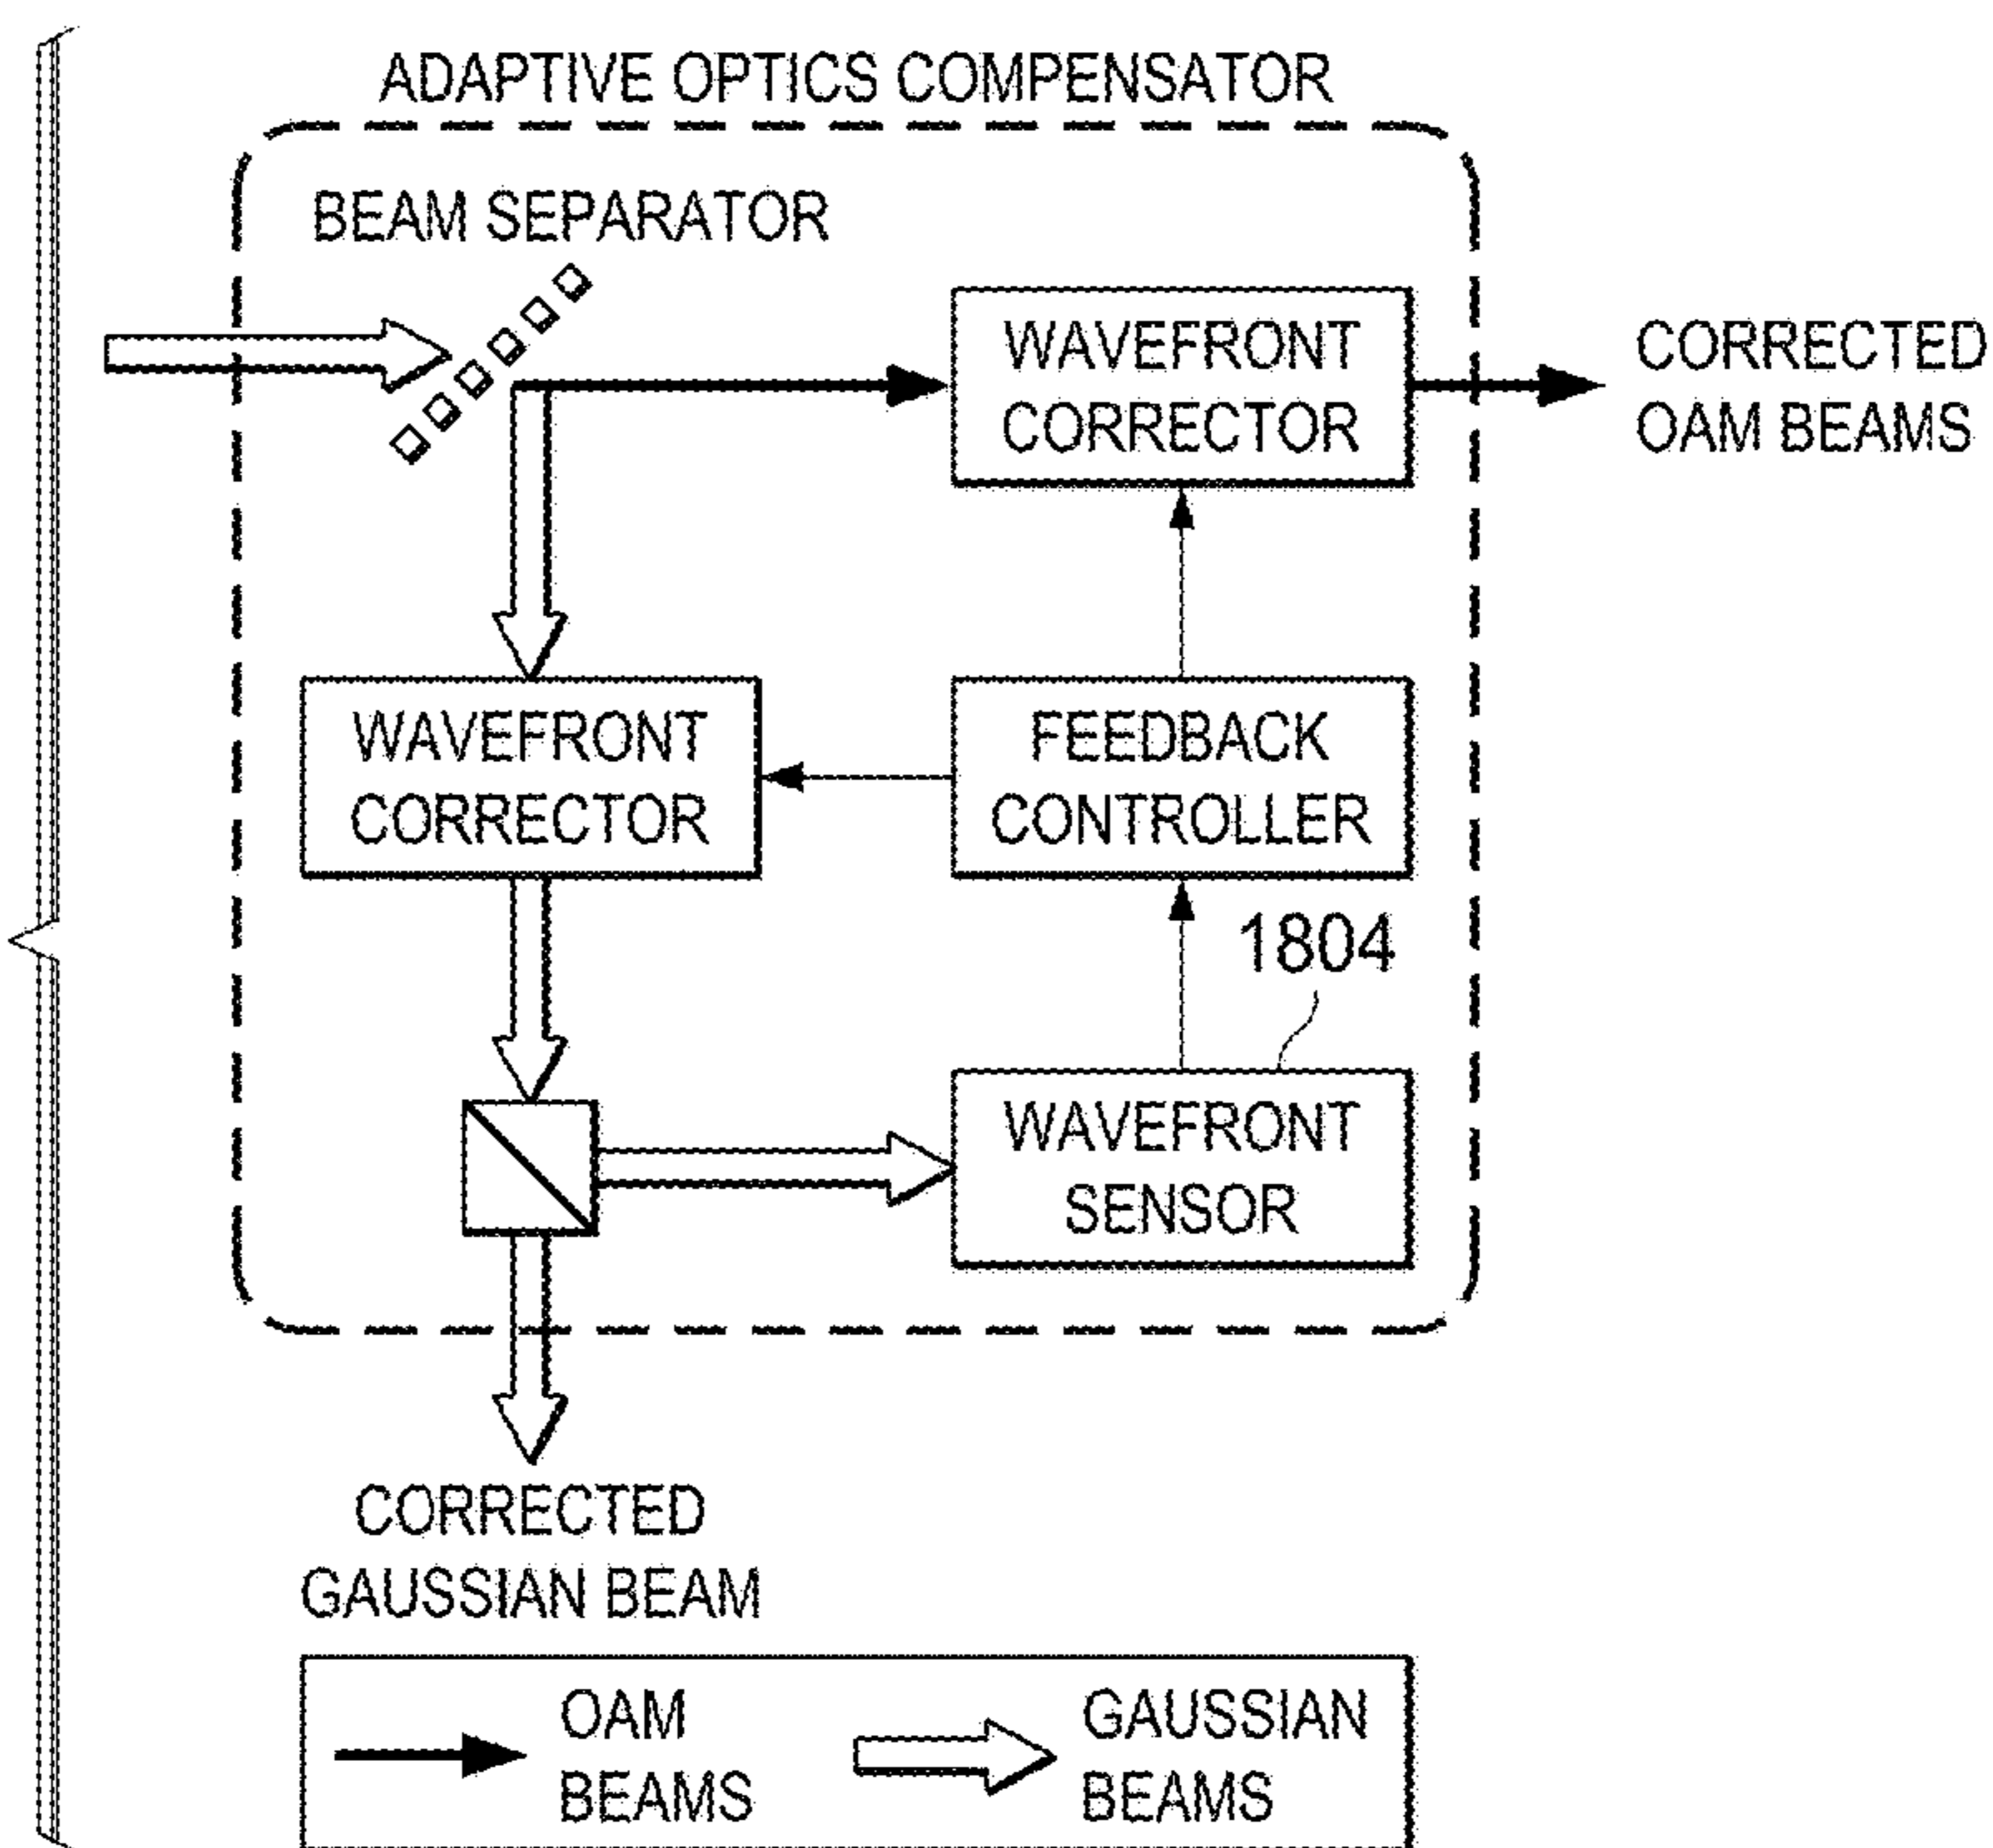 ADAPTIVE OPTICS COMPENSATOR
BEAM SEPARATOR
WAVEFRONT
CORRECTOR
CORRECTED
OAM BEAMS
WAVEFRONT
CORRECTOR
FEEDBACK
CONTROLLER
1804
WAVEFRONT
SENSOR
CORRECTED
GAUSSIAN BEAM
OAM
BEAMS
GAUSSIAN
BEAMS